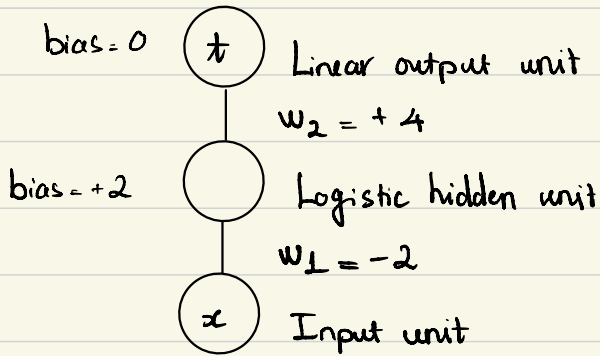 bias = 0
t
Linear output unit
w₂ = + 4
bias = +2
Logistic hidden unit
w₁ = -2
x
Input unit